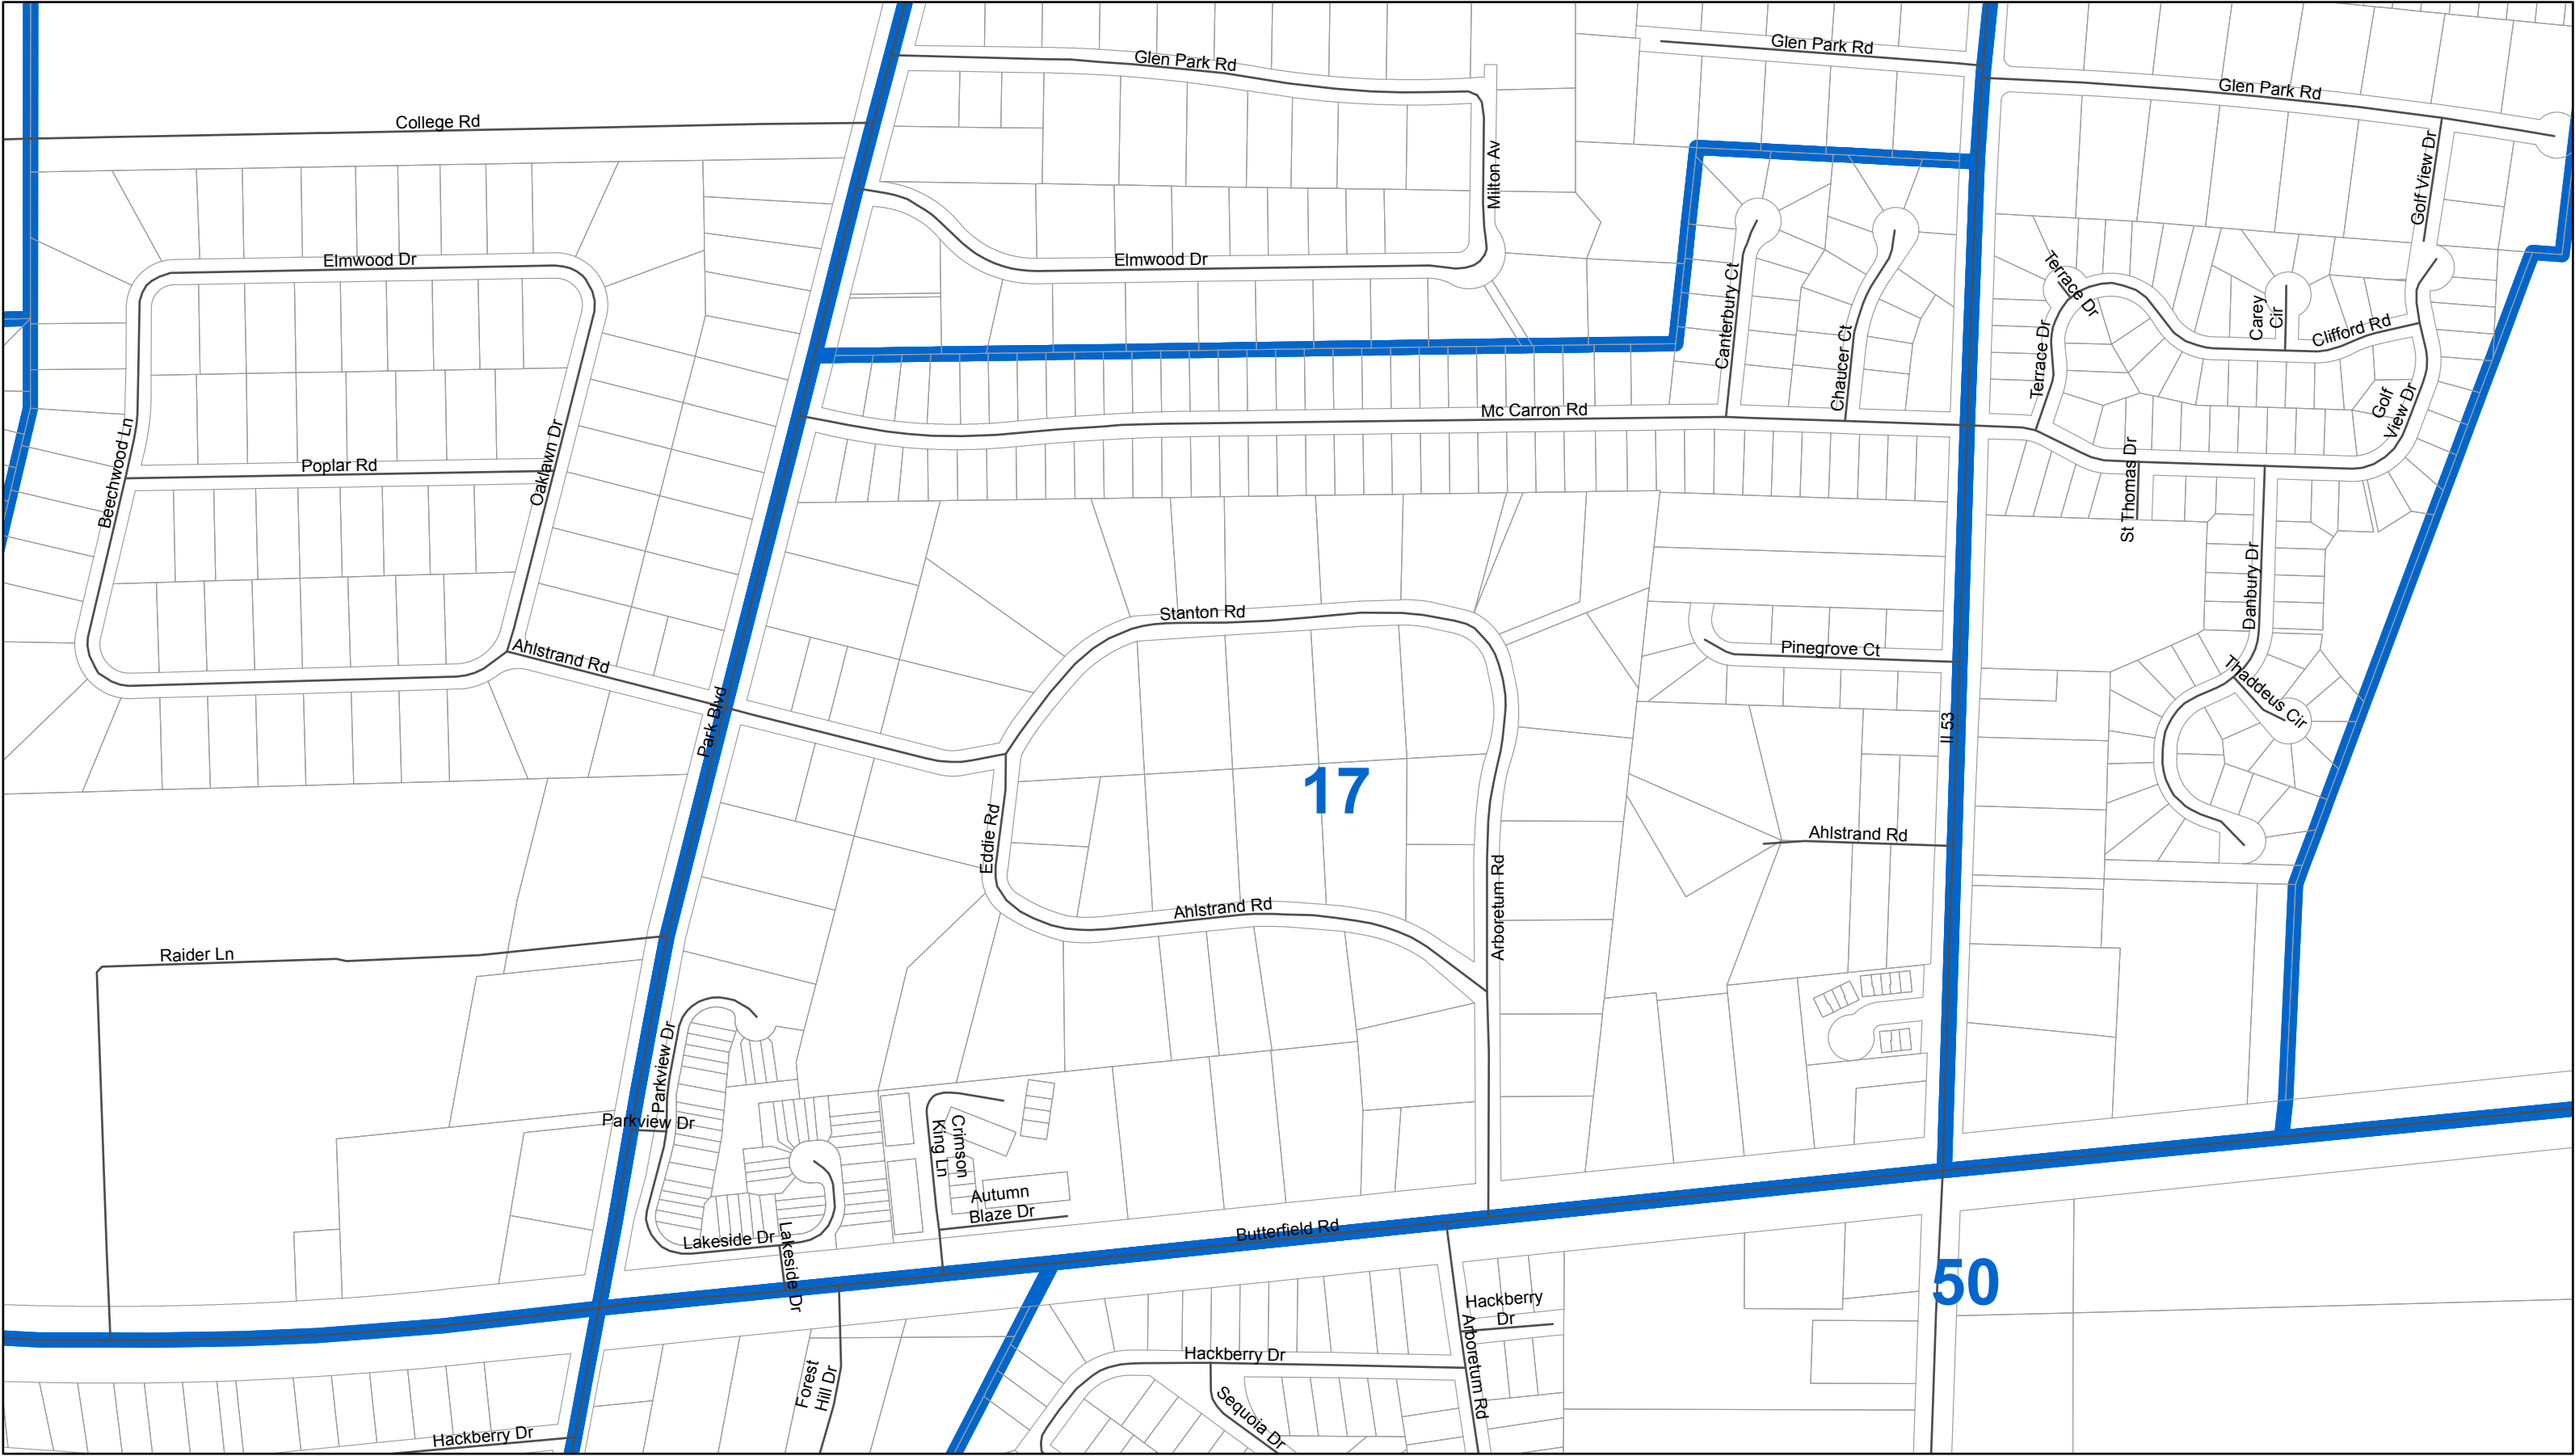 Glen Park Rd
Glen Park Rd
Glen Park Rd
College Rd
Milton Av
Golf View Dr
Elmwood Dr
Elmwood Dr
Canterbury Ct
Chaucer Ct
Terrace Dr
Terrace Dr
Carey
Cir
Clifford Rd
Golf
View Dr
Mc Carron Rd
Beechwood Ln
Poplar Rd
Oaklawn Dr
St Thomas Dr
Danbury Dr
Stanton Rd
Ahlstrand Rd
Pinegrove Ct
Thaddeus Cir
Park Blvd
Il 53
17
Eddie Rd
Ahlstrand Rd
Arboretum Rd
Ahlstrand Rd
Raider Ln
Parkview Dr
Parkview Dr
Crimson
King Ln
Autumn
Blaze Dr
Lakeside Dr
Lakeside Dr
Butterfield Rd
50
Hackberry
Dr
Arboretum Rd
Hackberry Dr
Forest
Hill Dr
Sequoia Dr
Hackberry Dr